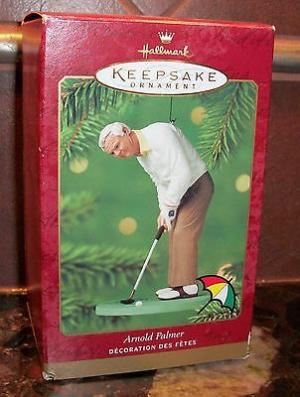 Hallmark
KEEPSAKE
ORNAMENT
Arnold Palmer
DÉCORATION DES FÊTES